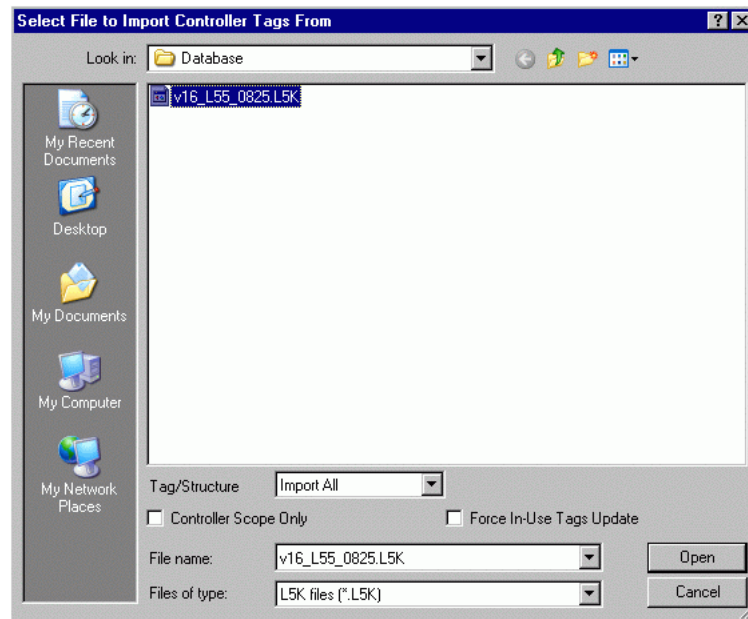 Select File to Import Controller Tags From
Look in: Database
v16_L55_0825.L5K
My Recent
Documents
Desktop
My Documents
My Computer
My Network
Places
Tag/Structure Import All
Controller Scope Only Force In-Use Tags Update
File name: v16_L55_0825.L5K Open
Files of type: L5K files (*.L5K) Cancel